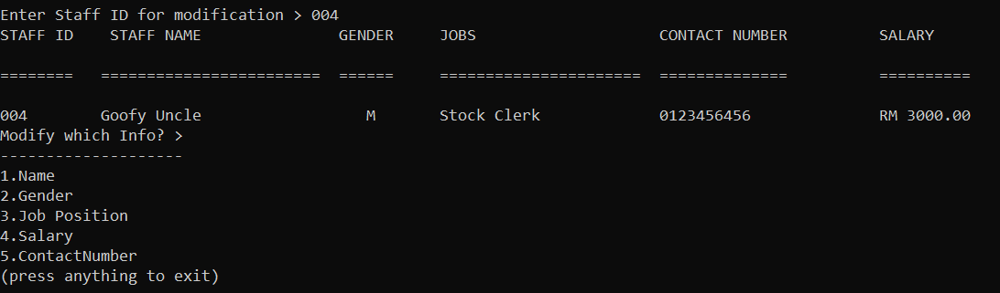 Enter Staff ID for modification > 004
STAFF ID    STAFF NAME               GENDER     JOBS                    CONTACT NUMBER          SALARY
========   ========================  ======     ======================  ==============          ==========
004        Goofy Uncle                  M       Stock Clerk             0123456456              RM 3000.00
Modify which Info? >
--------------------
1.Name
2.Gender
3.Job Position
4.Salary
5.ContactNumber
(press anything to exit)